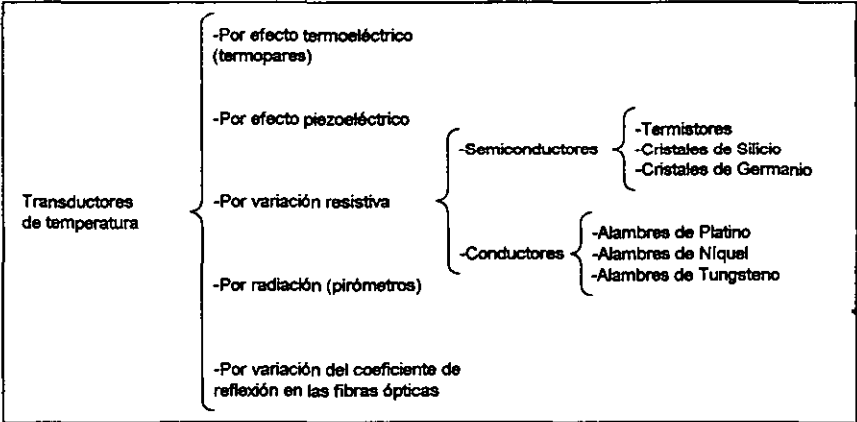 Transductores
de temperatura
-Por efecto termoeléctrico
(termopares)
-Por efecto piezoeléctrico
-Por variación resistiva
-Semiconductores
-Termistores
-Cristales de Silicio
-Cristales de Germanio
-Conductores
-Alambres de Platino
-Alambres de Níquel
-Alambres de Tungsteno
-Por radiación (pirómetros)
-Por variación del coeficiente de
reflexión en las fibras ópticas